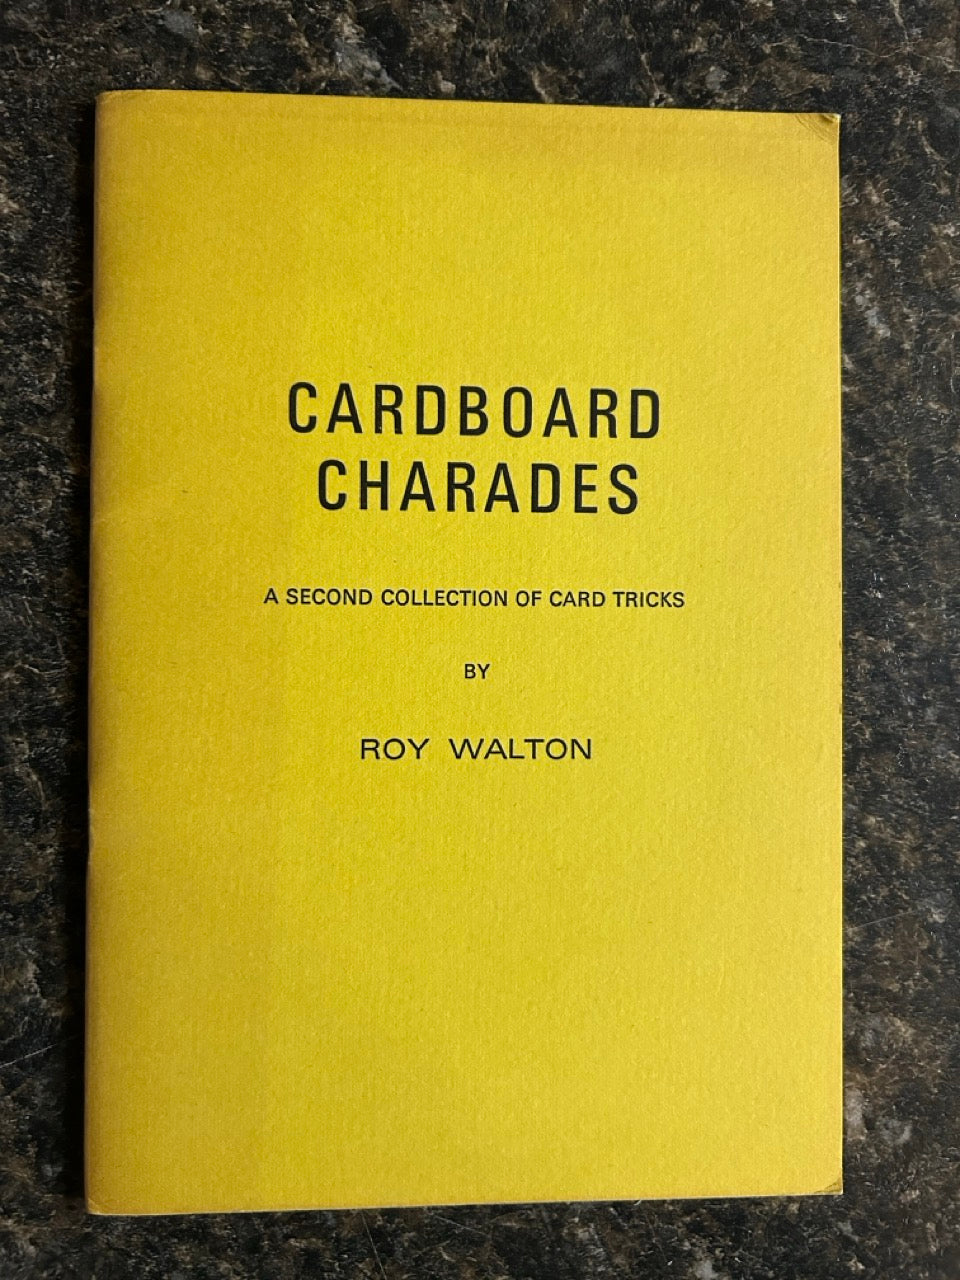 CARDBOARD
CHARADES
A SECOND COLLECTION OF CARD TRICKS
BY
ROY WALTON